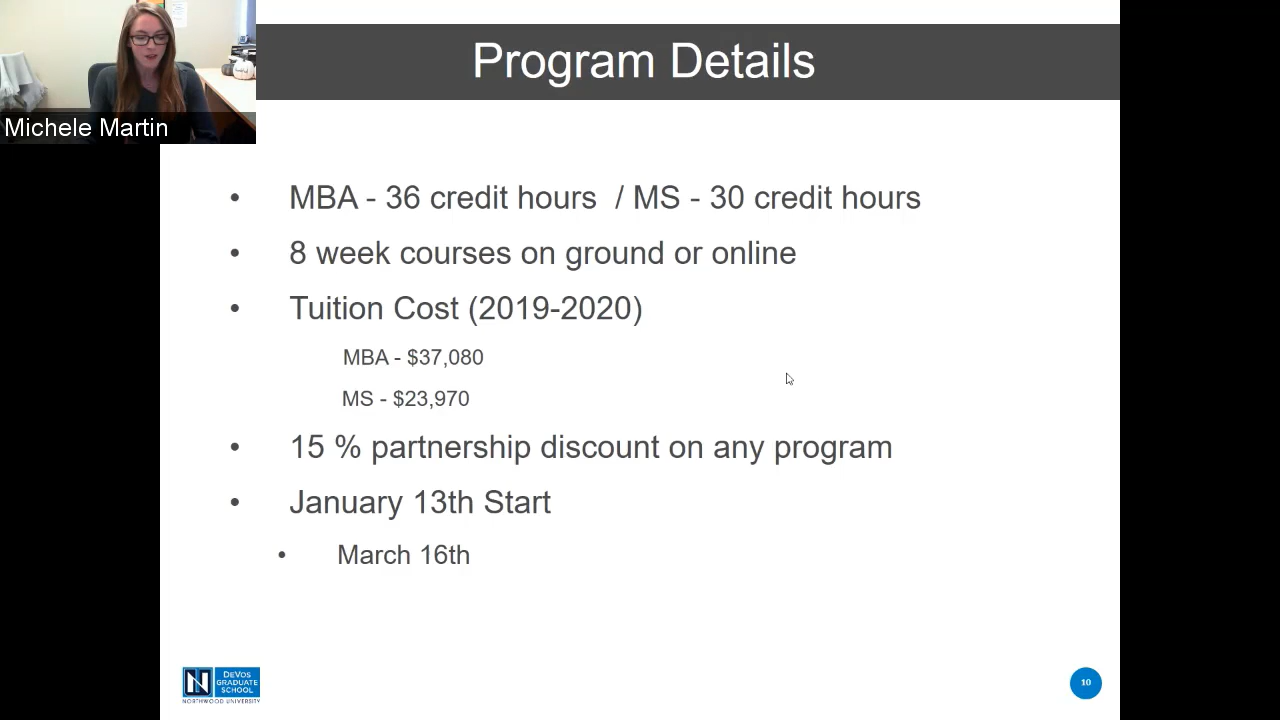 Program Details
Michele Martin
• MBA - 36 credit hours / MS - 30 credit hours
• 8 week courses on ground or online
• Tuition Cost (2019-2020)
MBA - $37,080
MS - $23,970
• 15 % partnership discount on any program
• January 13th Start
• March 16th
N
DeVos
GRADUATE
SCHOOL
NORTHWOOD UNIVERSITY
10